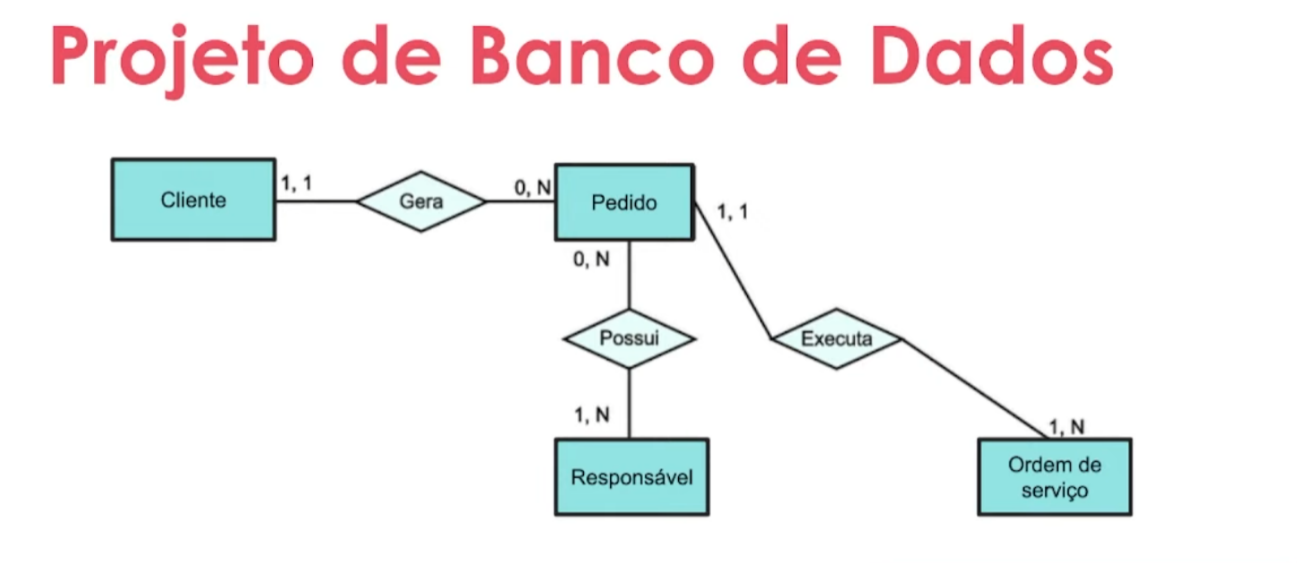 Projeto de Banco de Dados
Cliente
1, 1
Gera
0, N
Pedido
1, 1
0, N
Possui
Executa
1, N
1, N
Responsável
Ordem de
serviço